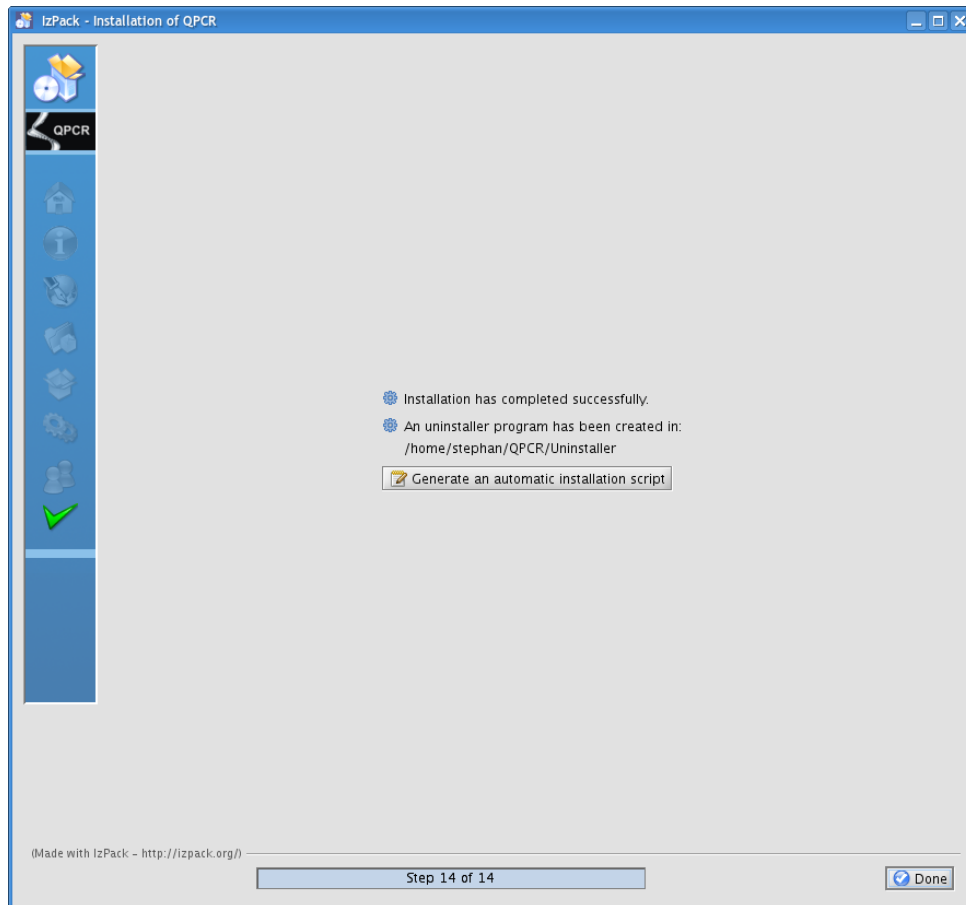 IzPack - Installation of QPCR
QPCR
Installation has completed successfully.
An uninstaller program has been created in:
/home/stephan/QPCR/Uninstaller
Generate an automatic installation script
(Made with IzPack - http://izpack.org/)
Step 14 of 14
Done